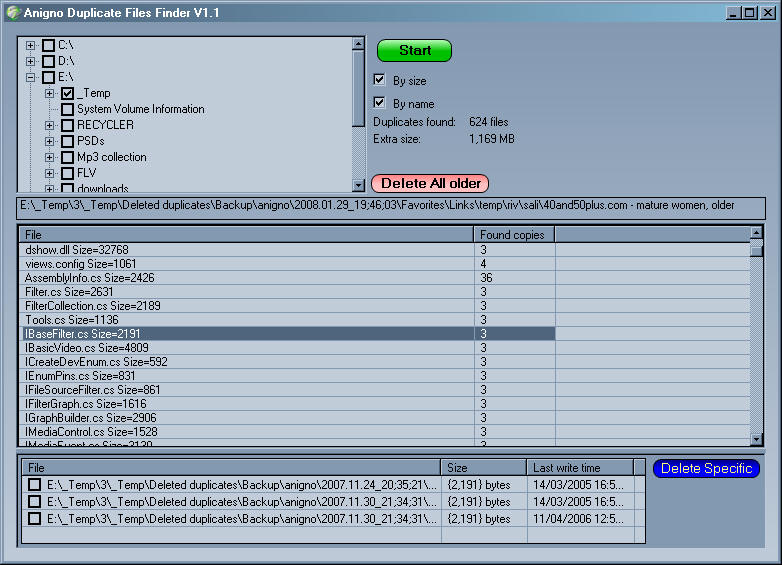 Anigno Duplicate Files Finder V1.1
C:\
D:\
E:\
_Temp
System Volume Information
RECYCLER
PSDs
Mp3 collection
FLV
downloads
Start
By size
By name
Duplicates found: 624 files
Extra size: 1,169 MB
Delete All older
E:\_Temp\3\_Temp\Deleted duplicates\Backup\anigno\2008.01.29_19;46;03\Favorites\Links\temp\riv\sali\40and50plus.com - mature women, older
File Found copies
dshow.dll Size=32768 3
views.config Size=1061 4
AssemblyInfo.cs Size=2426 36
Filter.cs Size=2631 3
FilterCollection.cs Size=2189 3
Tools.cs Size=1136 3
IBaseFilter.cs Size=2191 3
IBasicVideo.cs Size=4809 3
ICreateDevEnum.cs Size=592 3
IEnumPins.cs Size=831 3
IFileSourceFilter.cs Size=861 3
IFilterGraph.cs Size=1616 3
IGraphBuilder.cs Size=2906 3
IMediaControl.cs Size=1528 3
IMediaEvent.cs Size=3130 3
File Size Last write time
E:\_Temp\3\_Temp\Deleted duplicates\Backup\anigno\2007.11.24_20;35;21\... {2,191} bytes 14/03/2005 16:5...
E:\_Temp\3\_Temp\Deleted duplicates\Backup\anigno\2007.11.30_21;34;31\... {2,191} bytes 14/03/2005 16:5...
E:\_Temp\3\_Temp\Deleted duplicates\Backup\anigno\2007.11.30_21;34;31\... {2,191} bytes 11/04/2006 12:5...
Delete Specific